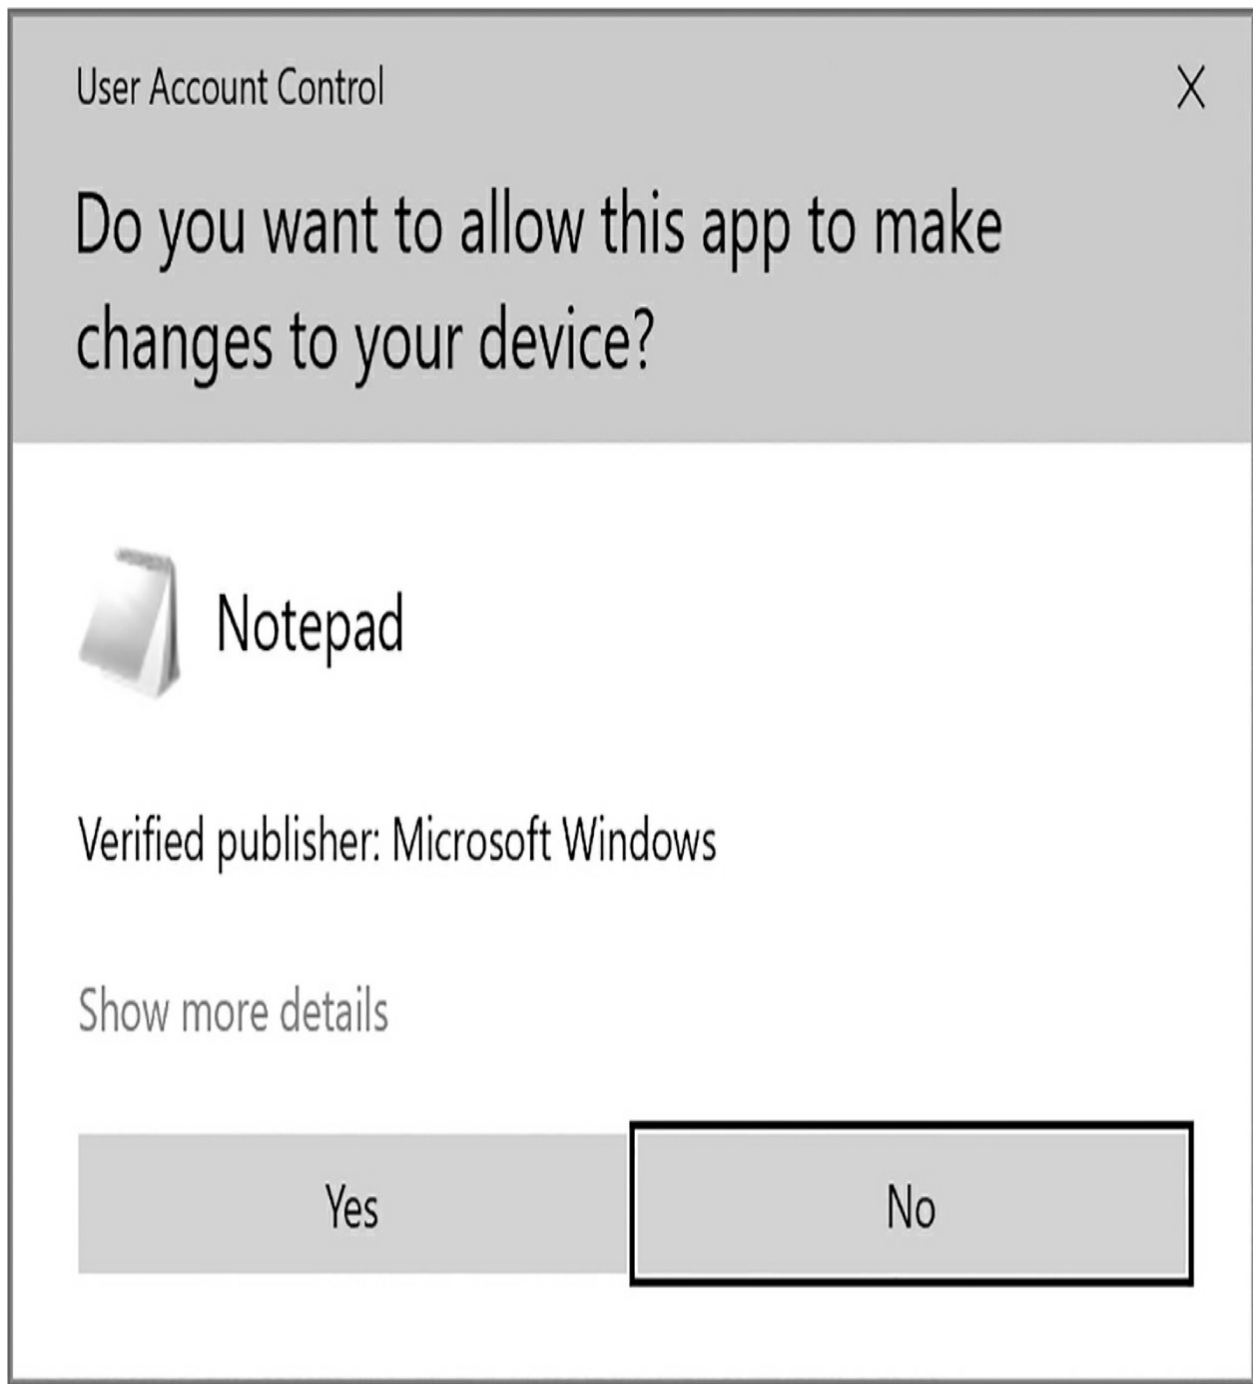 User Account Control
Do you want to allow this app to make
changes to your device?
Notepad
Verified publisher: Microsoft Windows
Show more details
Yes
No